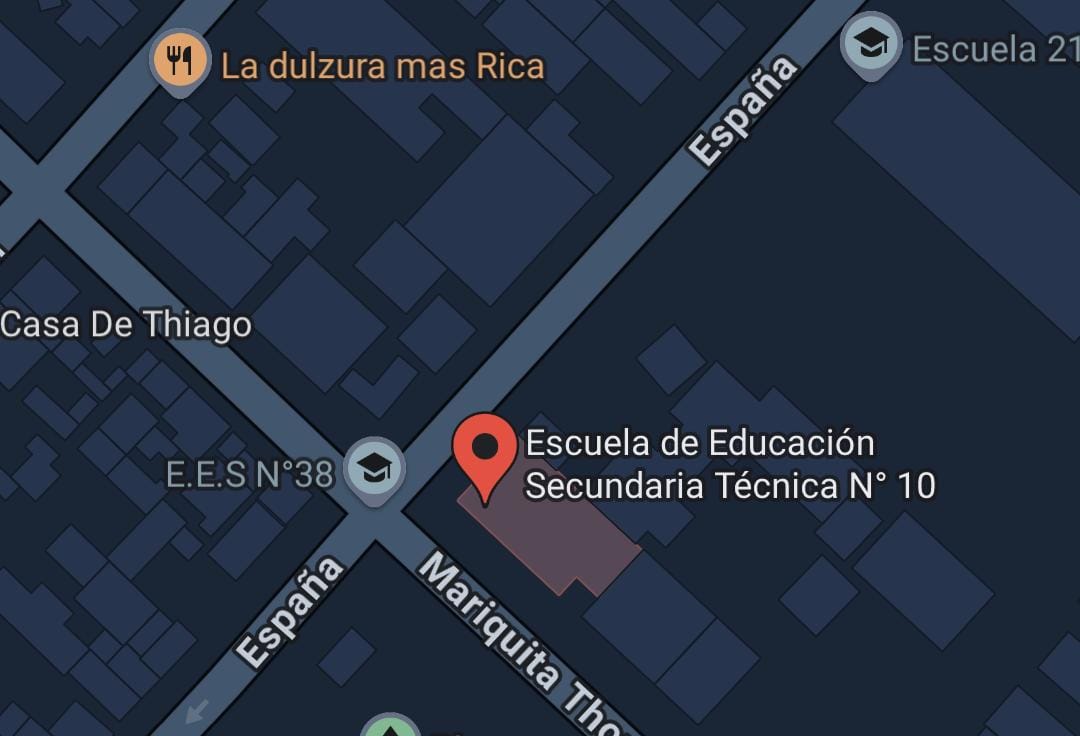 La dulzura mas Rica
España
Escuela 21
Casa De Thiago
Escuela de Educación
Secundaria Técnica N° 10
E.E.S N°38
España
Mariquita Tho